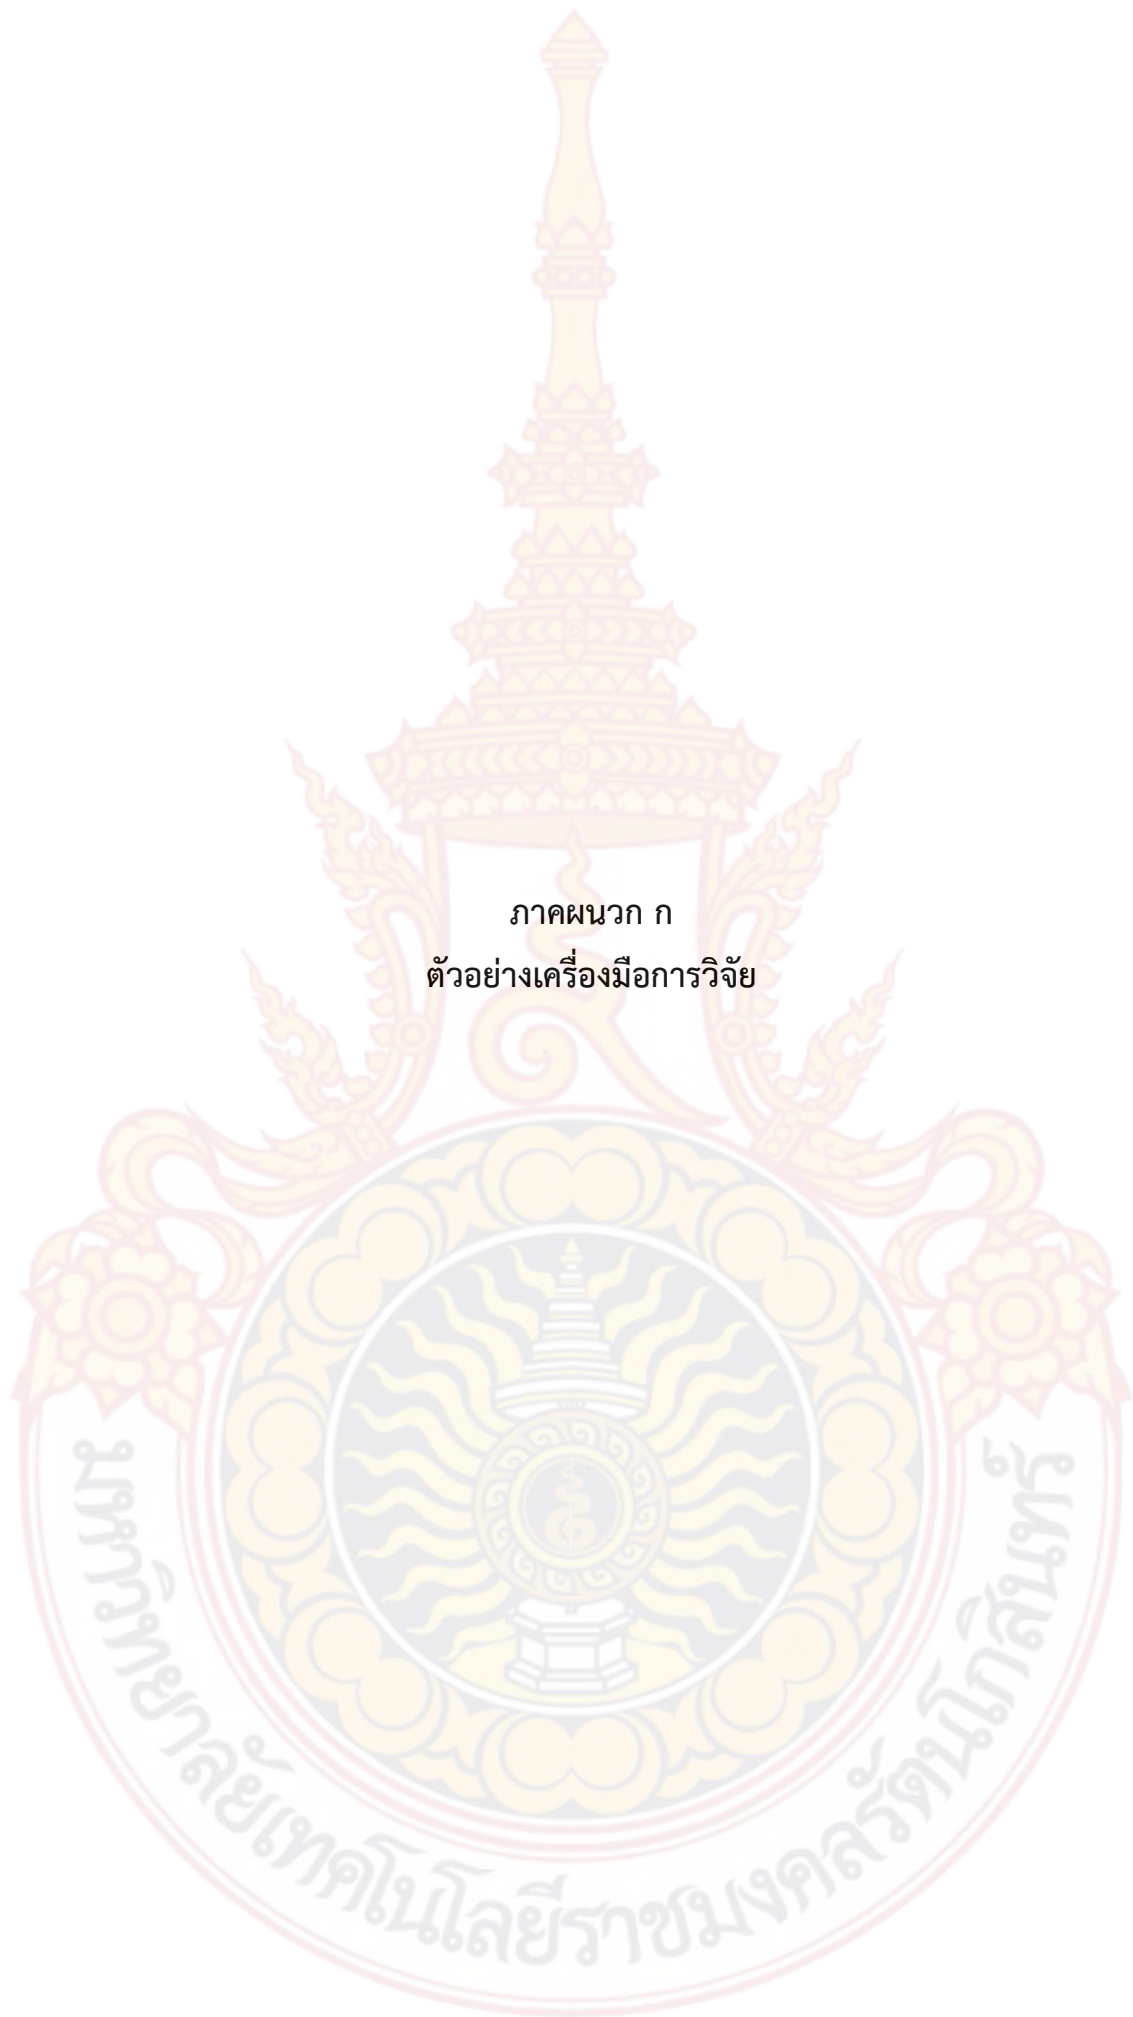 ภาคผนวก ก
ตัวอย่างเครื่องมือการวิจัย
มหาวิทยาลัยเทคโนโลยีราชมงคลรัตนโกสินทร์